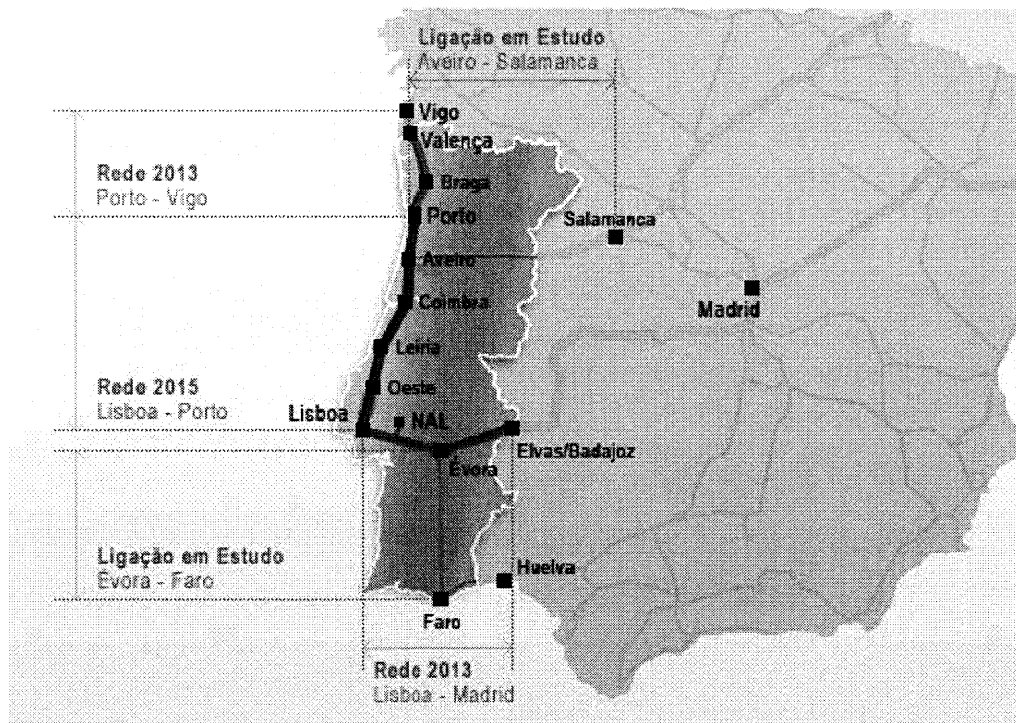 Ligação em Estudo
Aveiro - Salamanca
Vigo
Valença
Rede 2013
Porto - Vigo
Braga
Porto
Salamanca
Aveiro
Coimbra
Madrid
Leiria
Rede 2015
Lisboa - Porto
Oeste
Lisboa
NAL
Elvas/Badajoz
Évora
Ligação em Estudo
Évora - Faro
Huelva
Faro
Rede 2013
Lisboa - Madrid